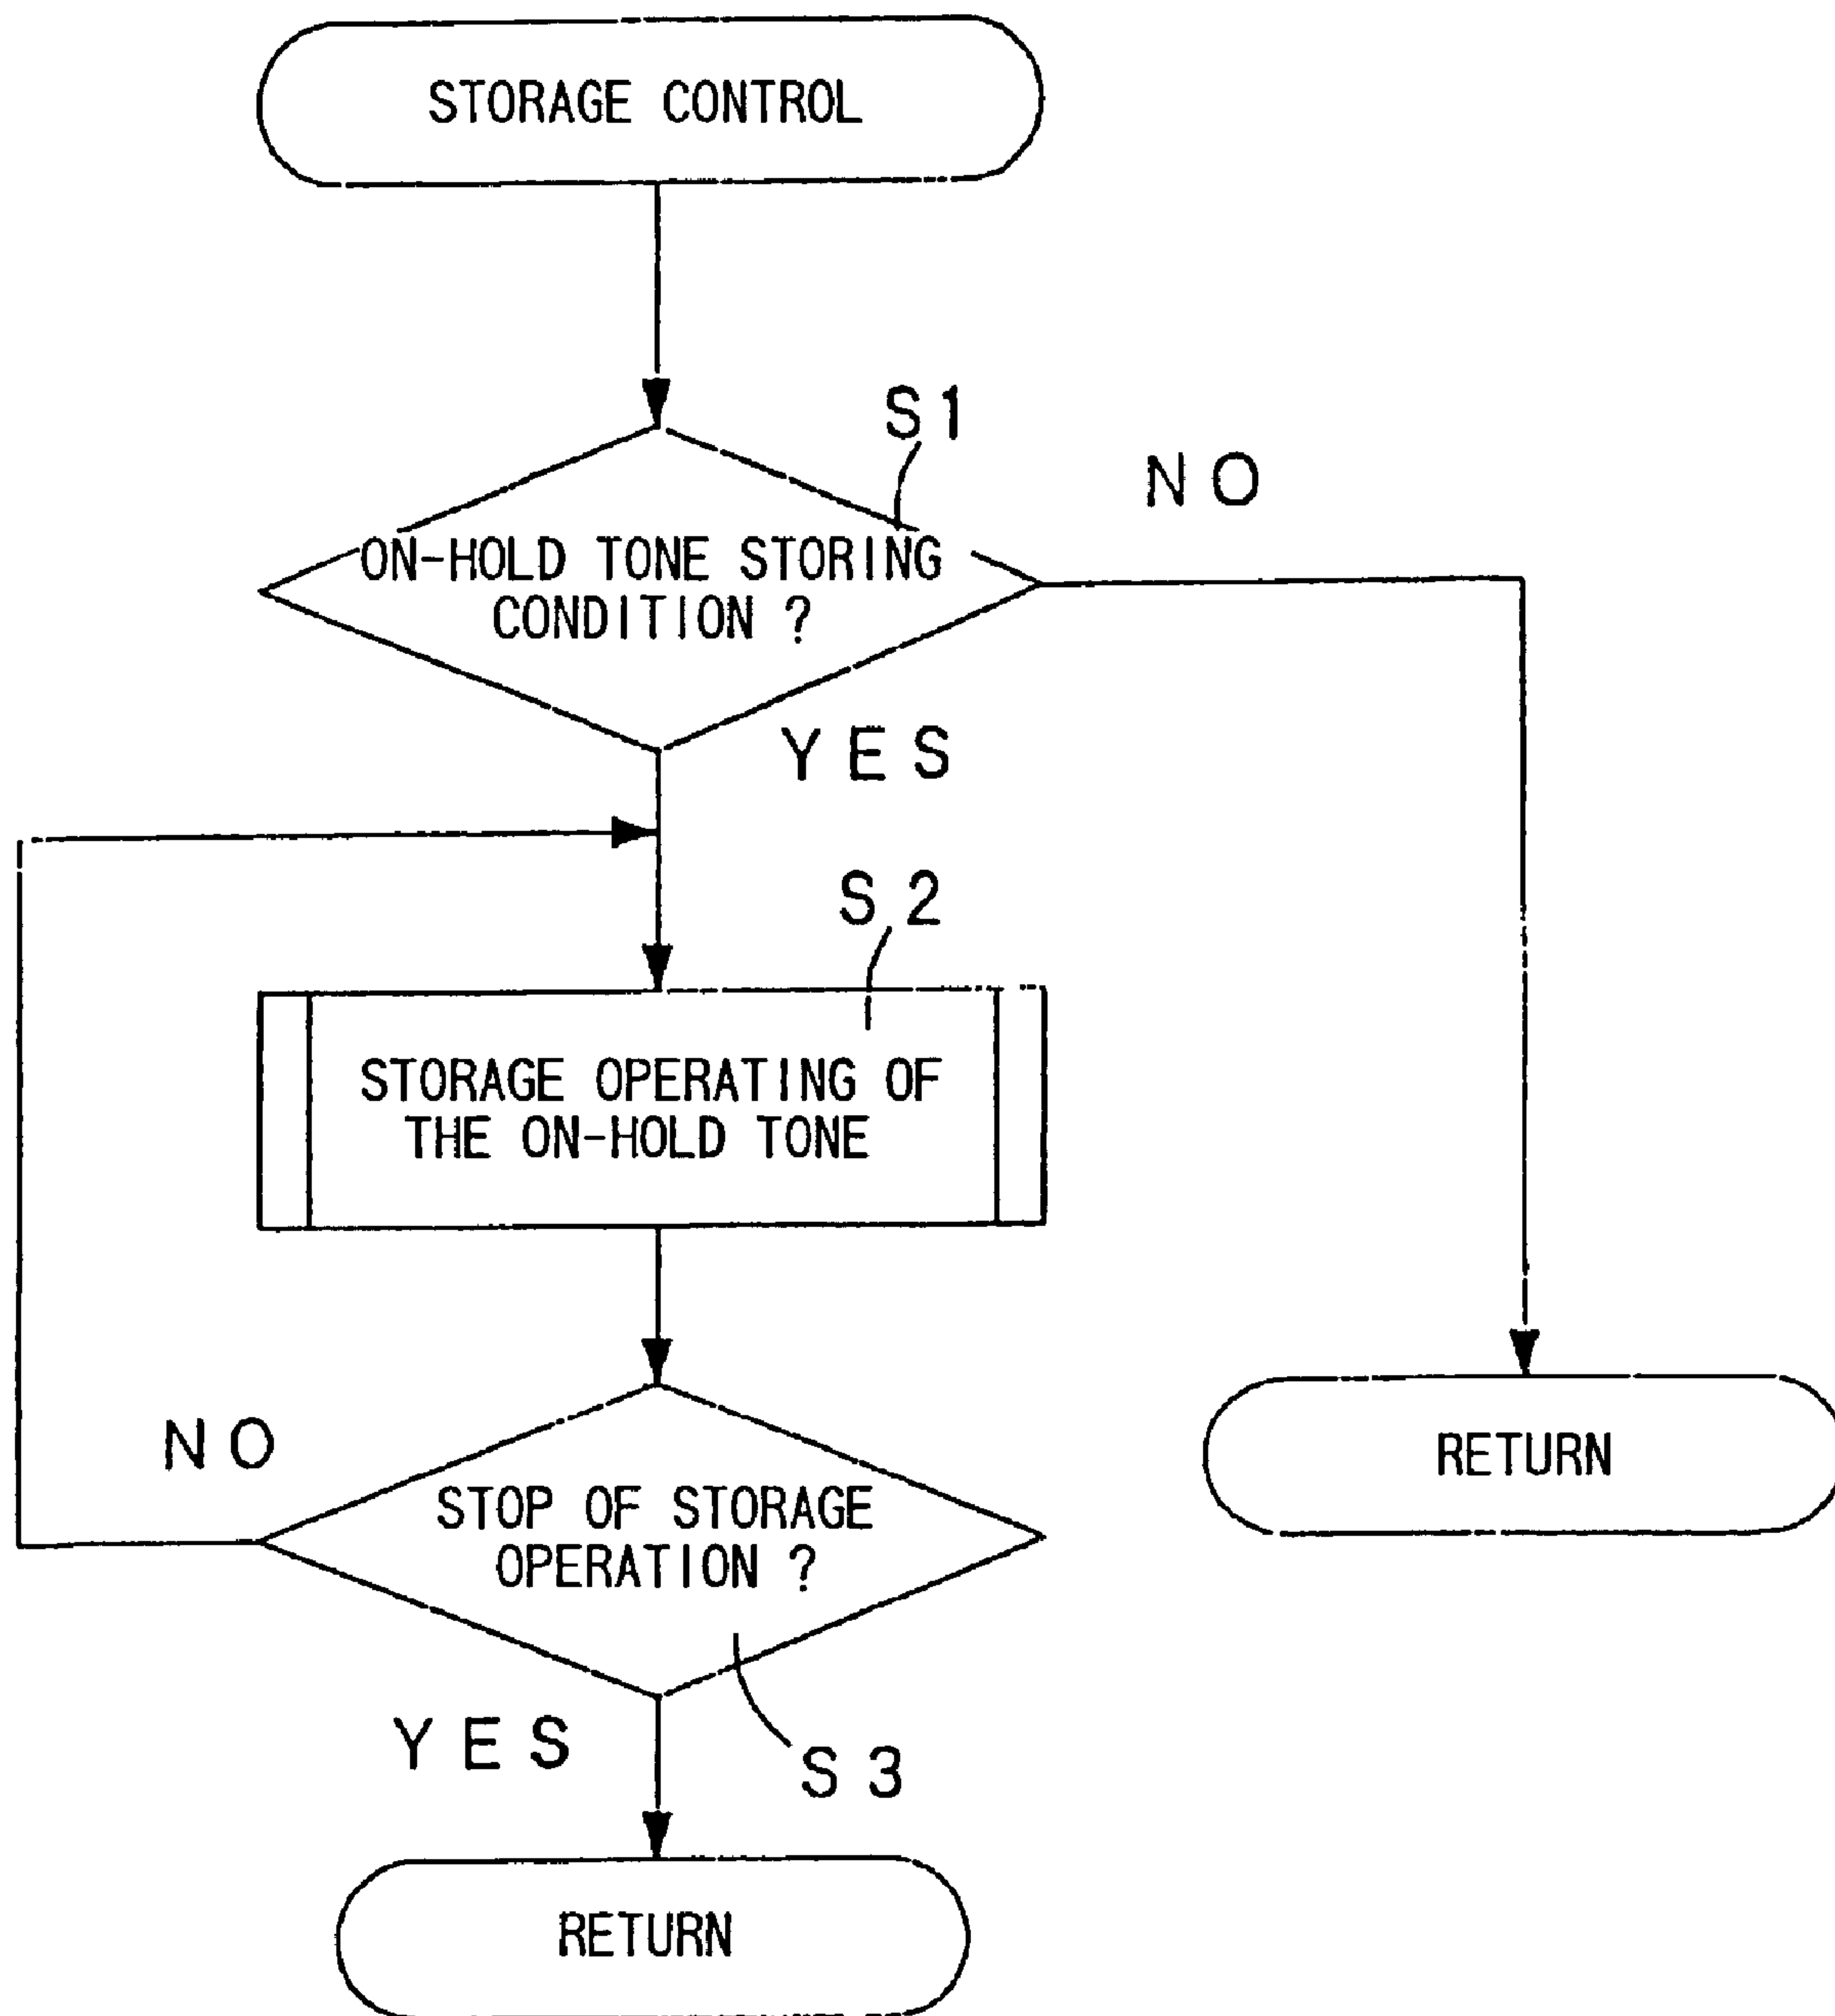 STORAGE CONTROL
S1
NO
ON-HOLD TONE STORING
CONDITION ?
YES
S2
STORAGE OPERATING OF
THE ON-HOLD TONE
NO
STOP OF STORAGE
OPERATION ?
RETURN
YES
S3
RETURN